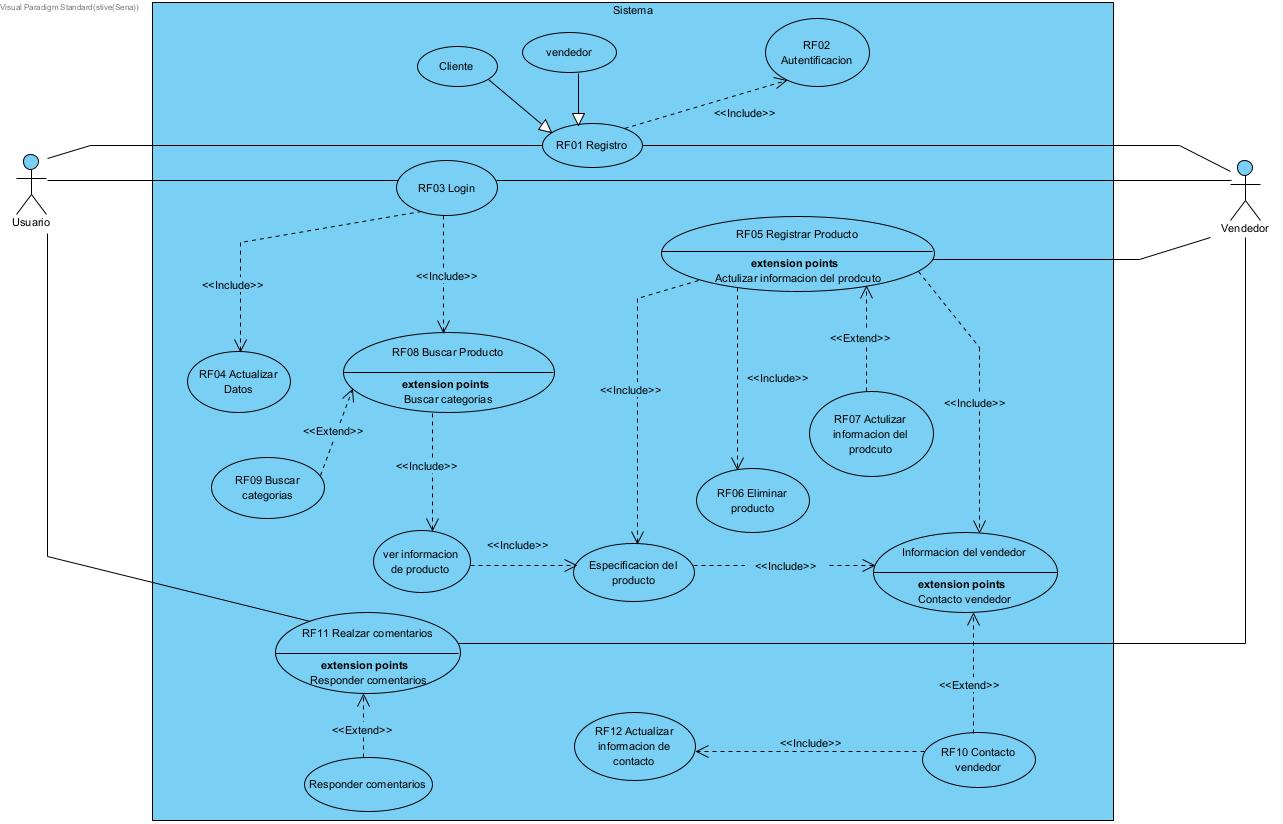 Visual Paradigm Standard(stive(Sena))
Sistema
Cliente
vendedor
RF02
Autentificacion
<<Include>>
RF01 Registro
RF03 Login
Usuario
Vendedor
RF05 Registrar Producto
extension points
Actulizar informacion del prodcuto
<<Include>>
<<Include>>
<<Extend>>
RF04 Actualizar
Datos
RF08 Buscar Producto
extension points
Buscar categorias
<<Include>>
<<Include>>
<<Include>>
RF07 Actulizar
informacion del
prodcuto
<<Extend>>
<<Include>>
RF09 Buscar
categorias
RF06 Eliminar
producto
ver informacion
de producto
<<Include>>
Especificacion del
producto
<<Include>>
Informacion del vendedor
extension points
Contacto vendedor
RF11 Realzar comentarios
extension points
Responder comentarios
<<Extend>>
<<Extend>>
RF12 Actualizar
informacion de
contacto
<<Include>>
RF10 Contacto
vendedor
Responder comentarios